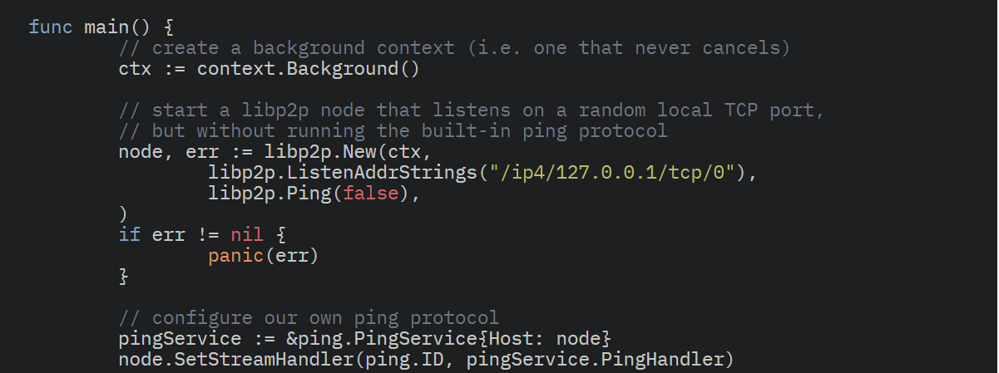 func main() {
// create a background context (i.e. one that never cancels)
ctx := context.Background()
// start a libp2p node that listens on a random local TCP port,
// but without running the built-in ping protocol
node, err := libp2p.New(ctx,
libp2p.ListenAddrStrings("/ip4/127.0.0.1/tcp/0"),
libp2p.Ping(false),
)
if err != nil {
panic(err)
}
// configure our own ping protocol
pingService := &ping.PingService{Host: node}
node.SetStreamHandler(ping.ID, pingService.PingHandler)